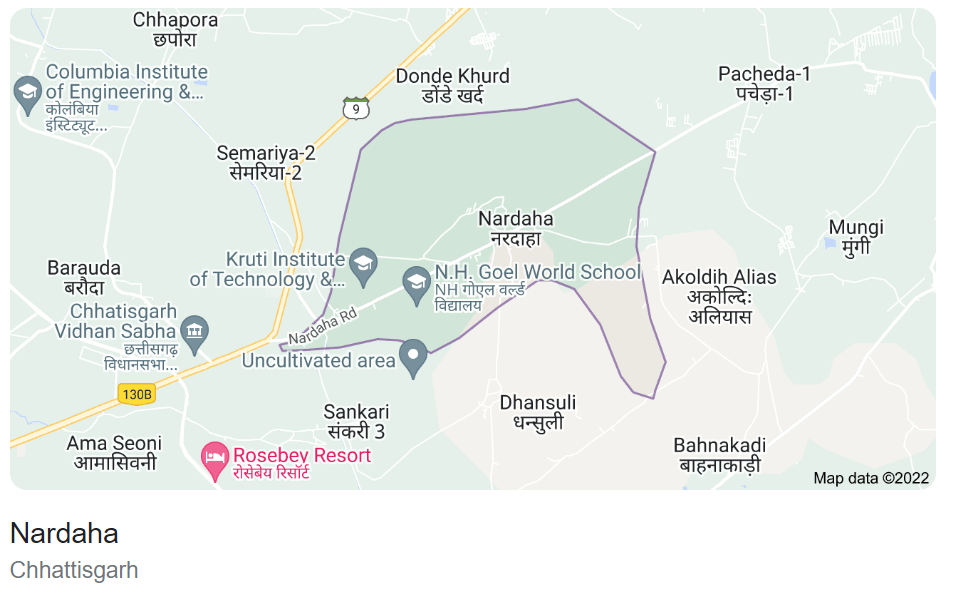 Chhapora
छपोरा
Columbia Institute
of Engineering &...
कोलंबिया
इंस्टिट्यूट...
Donde Khurd
डोंडे खर्द
Pacheda-1
पचेड़ा-1
9
Semariya-2
सेमरिया-2
Nardaha
नरदाहा
Mungi
मुंगी
Kruti Institute
of Technology &...
N.H. Goel World School
NH गोएल वर्ल्ड
विद्यालय
Barauda
बरौदा
Akoldih Alias
अकोल्दिः
अलियास
Chhatisgarh
Vidhan Sabha
छत्तीसगढ़
विधानसभा...
Nardaha Rd
Uncultivated area
130B
Dhansuli
धन्सुली
Sankari
संकरी 3
Ama Seoni
आमासिवनी
Rosebey Resort
रोसेबेय रिसॉर्ट
Bahnakadi
बाहनाकाड़ी
Map data ©2022
Nardaha
Chhattisgarh